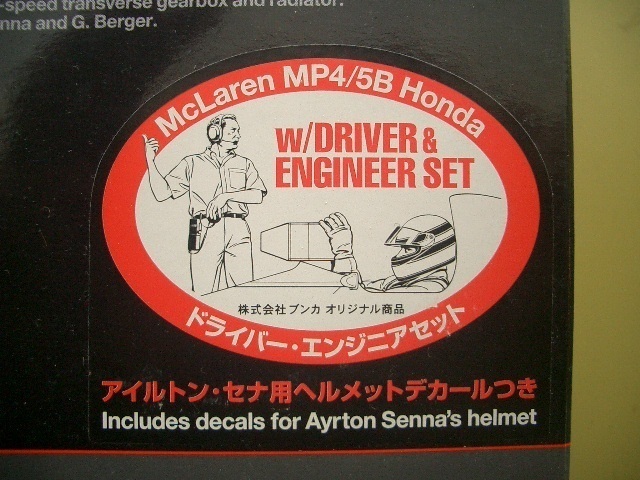 -speed transverse gearbox and radiator.
nna and G. Berger.
McLaren MP4/5B Honda
w/DRIVER &
ENGINEER SET
株式会社ブンカ オリジナル商品
ドライバー・エンジニアセット
アイルトン・セナ用ヘルメットデカールつき
Includes decals for Ayrton Senna's helmet